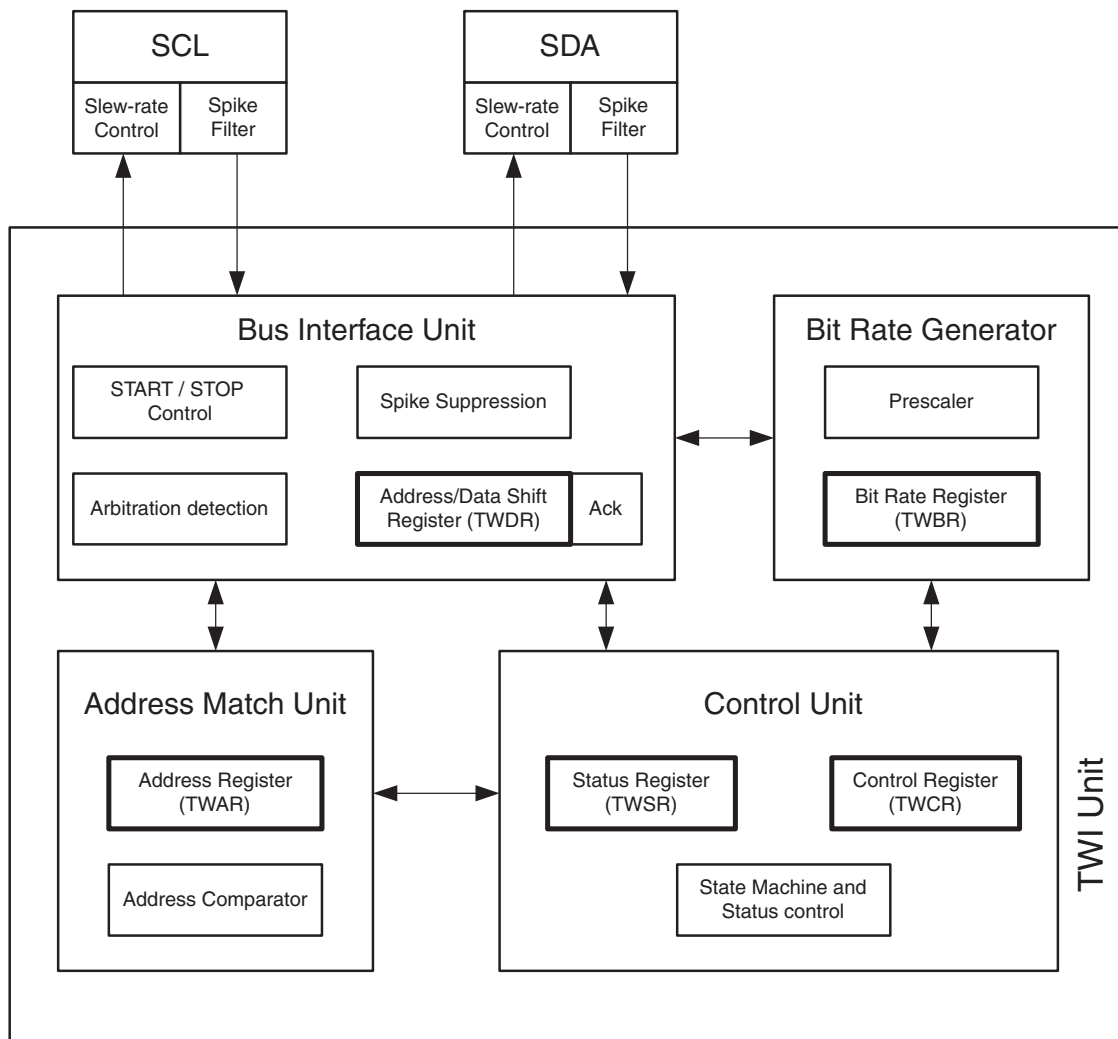 SCL
Slew-rate
Control
Spike
Filter
SDA
Slew-rate
Control
Spike
Filter
Bus Interface Unit
START / STOP
Control
Spike Suppression
Arbitration detection
Address/Data Shift
Register (TWDR)
Ack
Bit Rate Generator
Prescaler
Bit Rate Register
(TWBR)
Address Match Unit
Address Register
(TWAR)
Address Comparator
Control Unit
Status Register
(TWSR)
Control Register
(TWCR)
State Machine and
Status control
TWI Unit